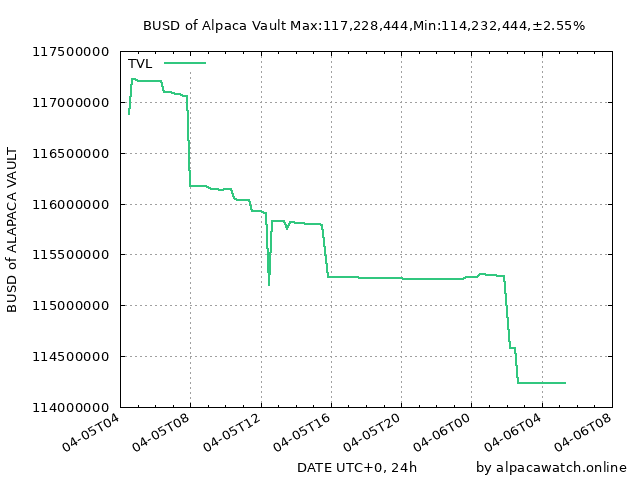 BUSD of Alpaca Vault Max:117,228,444,Min:114,232,444,±2.55%
TVL
117500000
117000000
116500000
116000000
115500000
115000000
114500000
114000000
BUSD of ALAPACA VAULT
04-05T04
04-05T08
04-05T12
04-05T16
04-05T20
04-06T00
04-06T04
04-06T08
DATE UTC+0, 24h
by alpacawatch.online